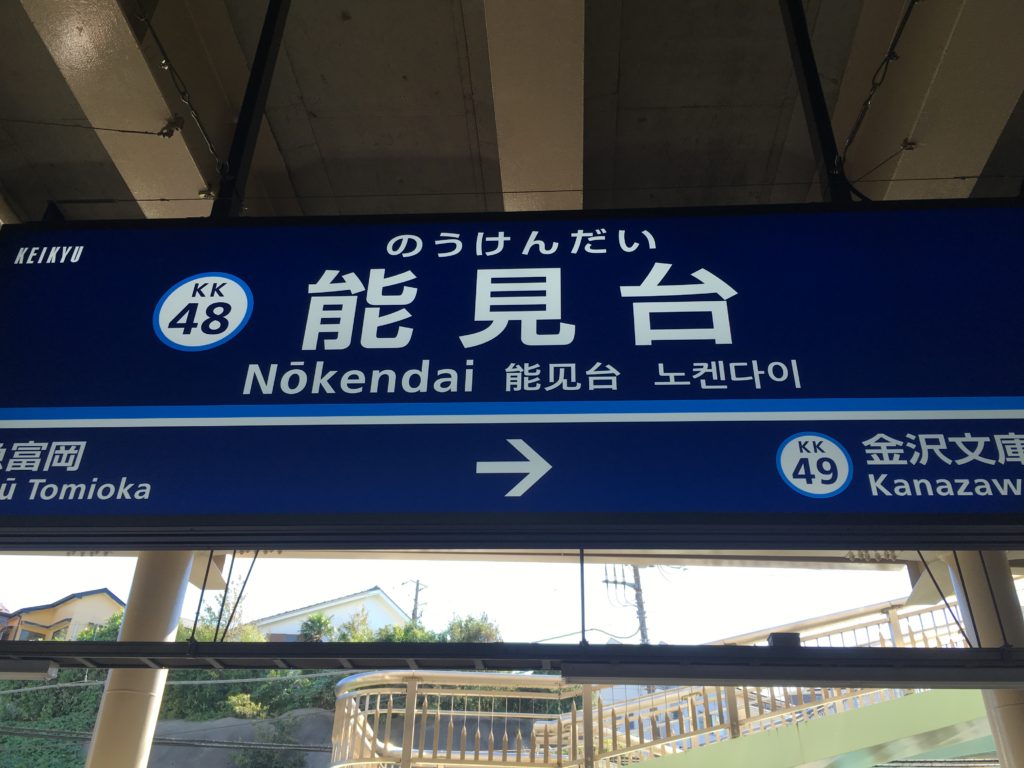 KEIKYU
のうけんだい
KK
48
能見台
Nōkendai 能见台 노켄다이
富岡
Tomioka
→
KK
49
金沢文庫